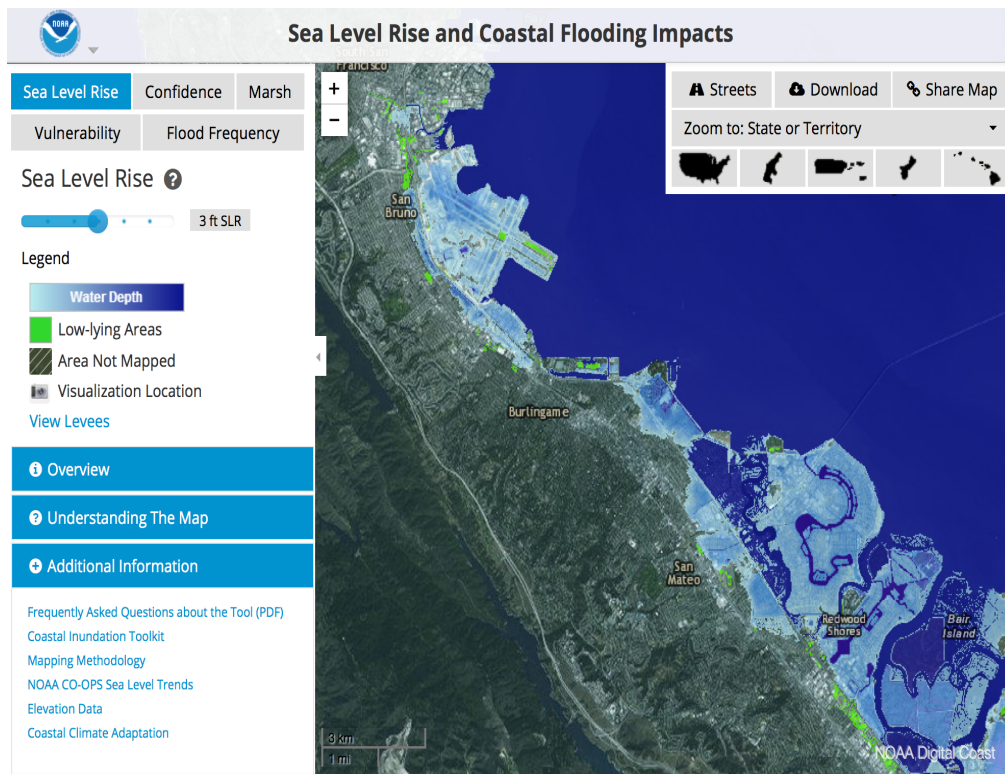 NOAA
Sea Level Rise and Coastal Flooding Impacts
Sea Level Rise
Confidence
Marsh
Vulnerability
Flood Frequency
Sea Level Rise ?
3 ft SLR
Legend
Water Depth
Low-lying Areas
Area Not Mapped
Visualization Location
View Levees
Overview
Understanding The Map
Additional Information
Frequently Asked Questions about the Tool (PDF)
Coastal Inundation Toolkit
Mapping Methodology
NOAA CO-OPS Sea Level Trends
Elevation Data
Coastal Climate Adaptation
+
−
Streets
Download
Share Map
Zoom to: State or Territory
South San
Francisco
San
Bruno
Burlingame
San
Mateo
Redwood
Shores
Bair
Island
3 km
1 mi
NOAA Digital Coast